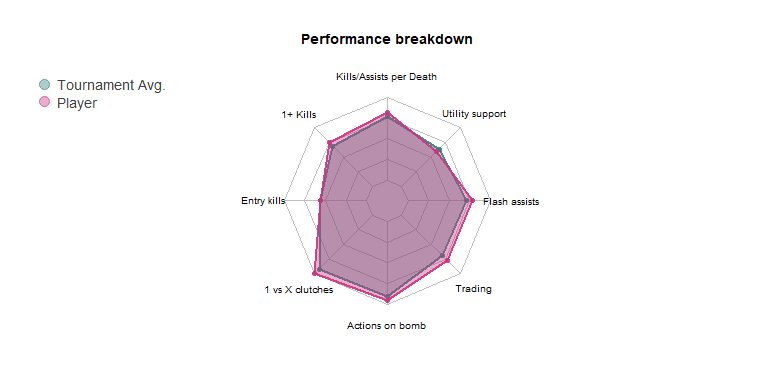 Performance breakdown
Tournament Avg.
Player
Kills/Assists per Death
Utility support
Flash assists
Trading
Actions on bomb
1 vs X clutches
Entry kills
1+ Kills